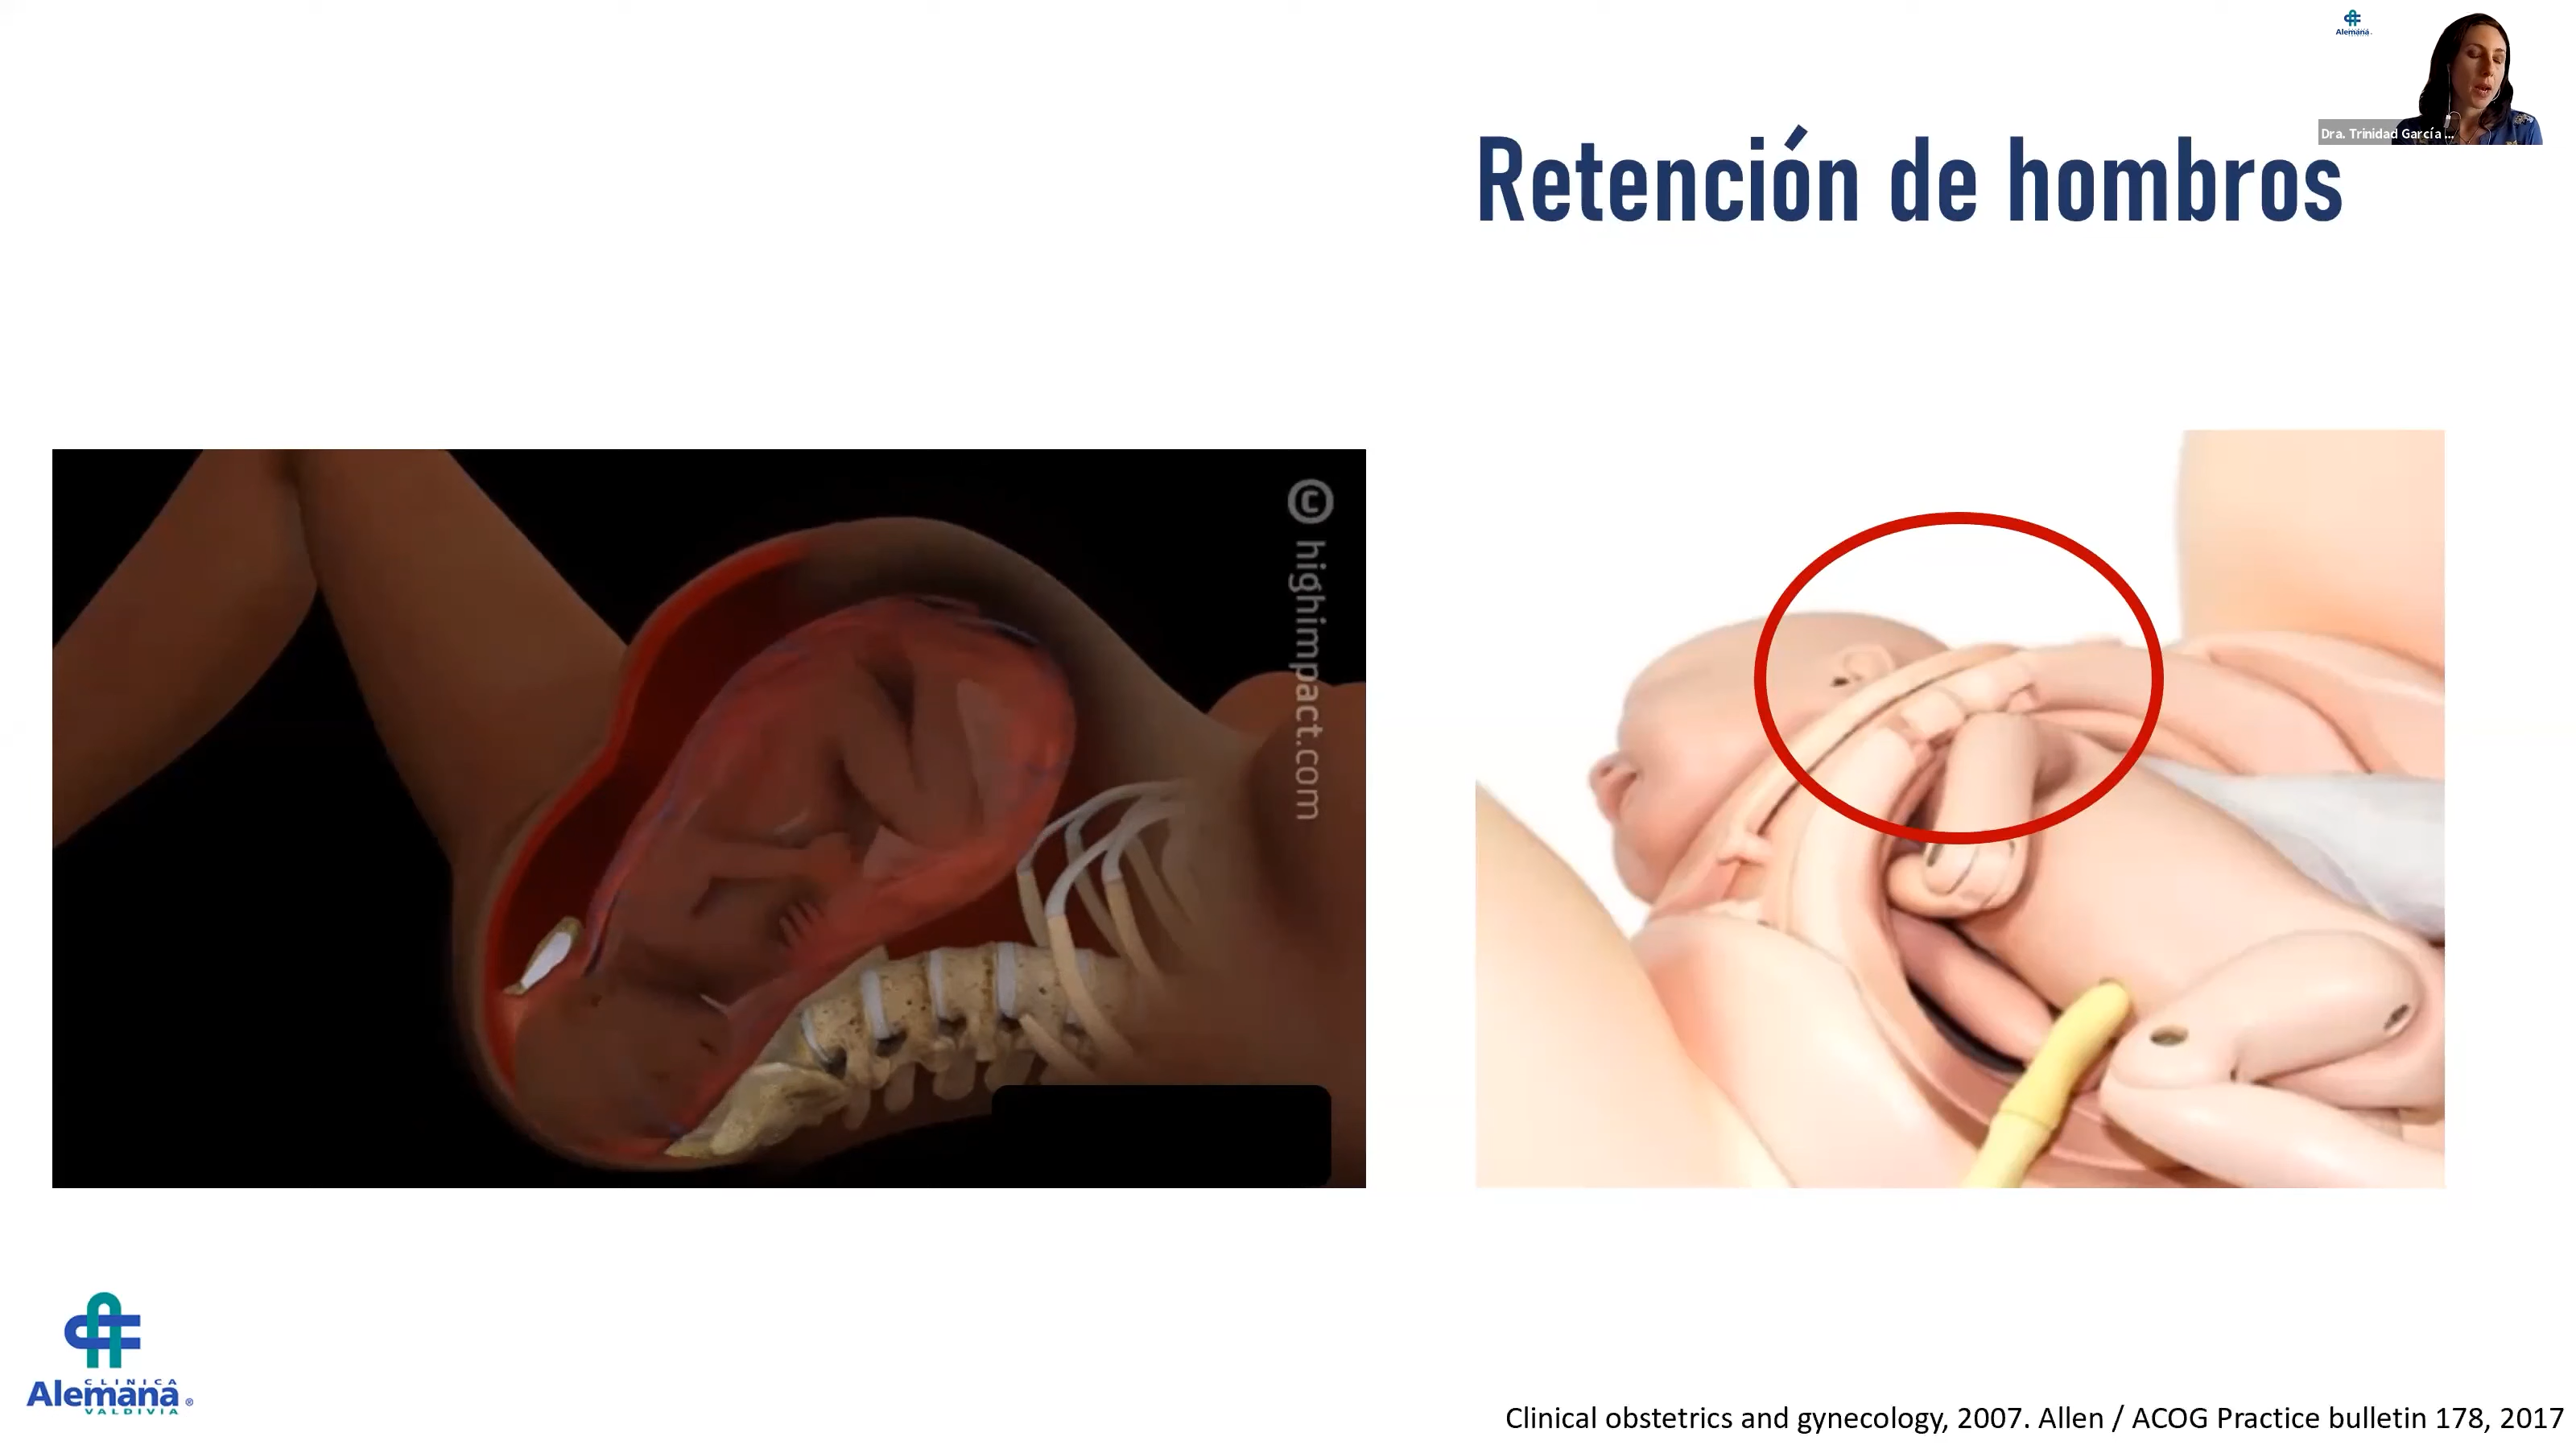 Alemana
Dra. Trinidad García ...
Retención de hombros
© highimpact.com
CLINICA
Alemana ®
VALDIVIA
Clinical obstetrics and gynecology, 2007. Allen / ACOG Practice bulletin 178, 2017